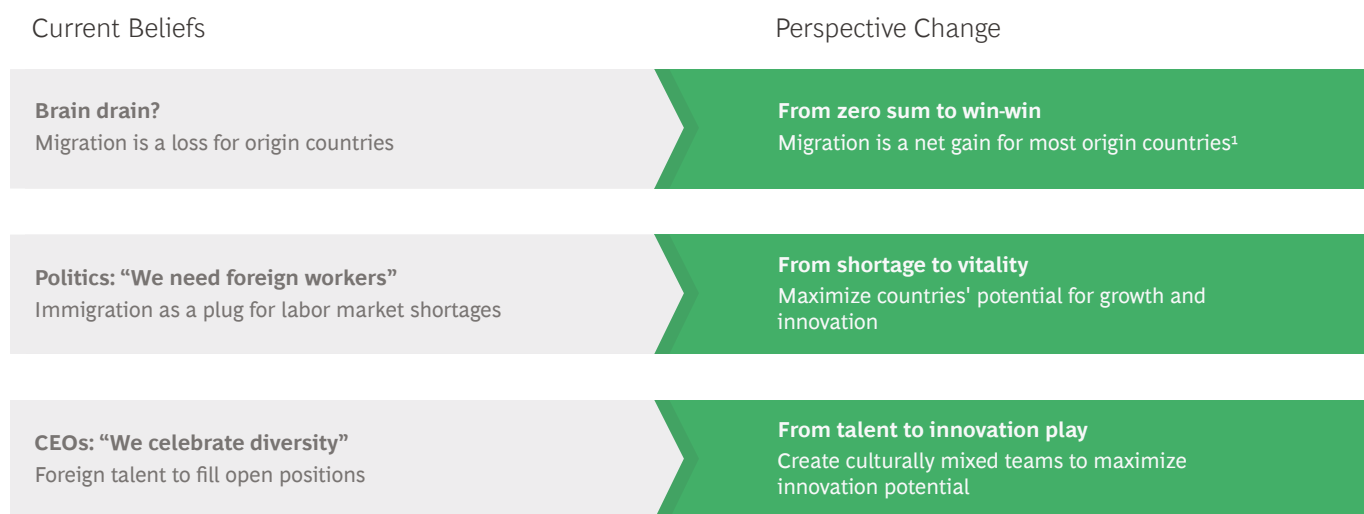 Current Beliefs
Perspective Change
Brain drain?
Migration is a loss for origin countries
From zero sum to win-win
Migration is a net gain for most origin countries¹
Politics: “We need foreign workers”
Immigration as a plug for labor market shortages
From shortage to vitality
Maximize countries' potential for growth and
innovation
CEOs: “We celebrate diversity”
Foreign talent to fill open positions
From talent to innovation play
Create culturally mixed teams to maximize
innovation potential